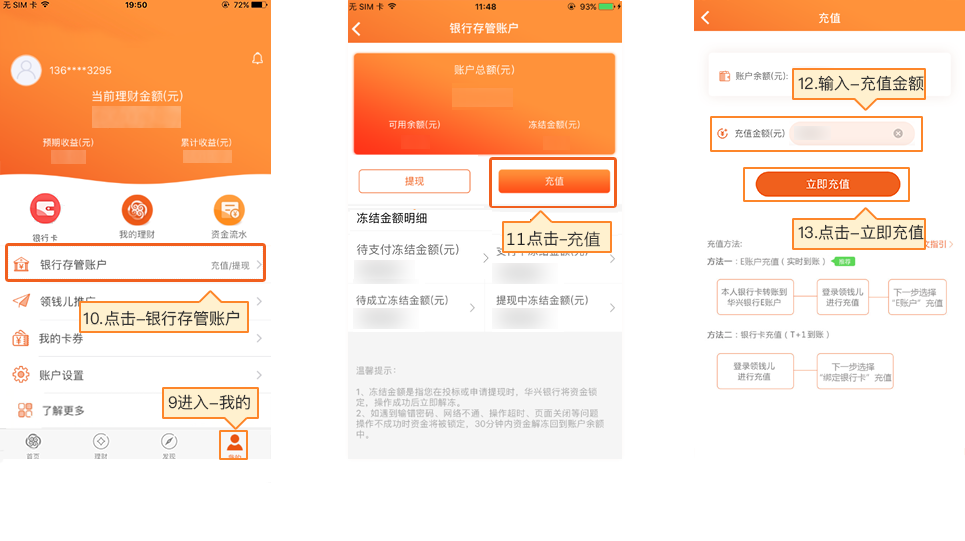 无 SIM 卡
19:50
72%
136****3295
当前理财金额(元)
预期收益(元)
累计收益(元)
银行卡
我的理财
资金流水
银行存管账户
充值/提现
领钱儿推广
10.点击-银行存管账户
我的卡券
账户设置
9进入-我的
了解更多
首页
理财
发现
我的
无 SIM 卡
11:48
93%
银行存管账户
账户总额(元)
可用余额(元)
冻结金额(元)
提现
充值
冻结金额明细
11点击-充值
待支付冻结金额(元)
支付中冻结金额(元)
待成立冻结金额(元)
提现中冻结金额(元)
温馨提示:
1、冻结金额是指您在投标或申请提现时,华兴银行将资金锁
定,操作成功后立即解冻。
2、如遇到输错密码、网络不通、操作超时、页面关闭等问题
操作不成功时资金将被锁定,30分钟内资金解冻回到账户余额
中。
充值
账户余额(元):
12.输入-充值金额
充值金额(元)
立即充值
13.点击-立即充值
充值方法:
指引
方法一:E账户充值(实时到账)
推荐
本人银行卡转账到
华兴银行E账户
登录领钱儿
进行充值
下一步选择
“E账户”充值
方法二:银行卡充值(T+1到账)
登录领钱儿
进行充值
下一步选择
“绑定银行卡”充值